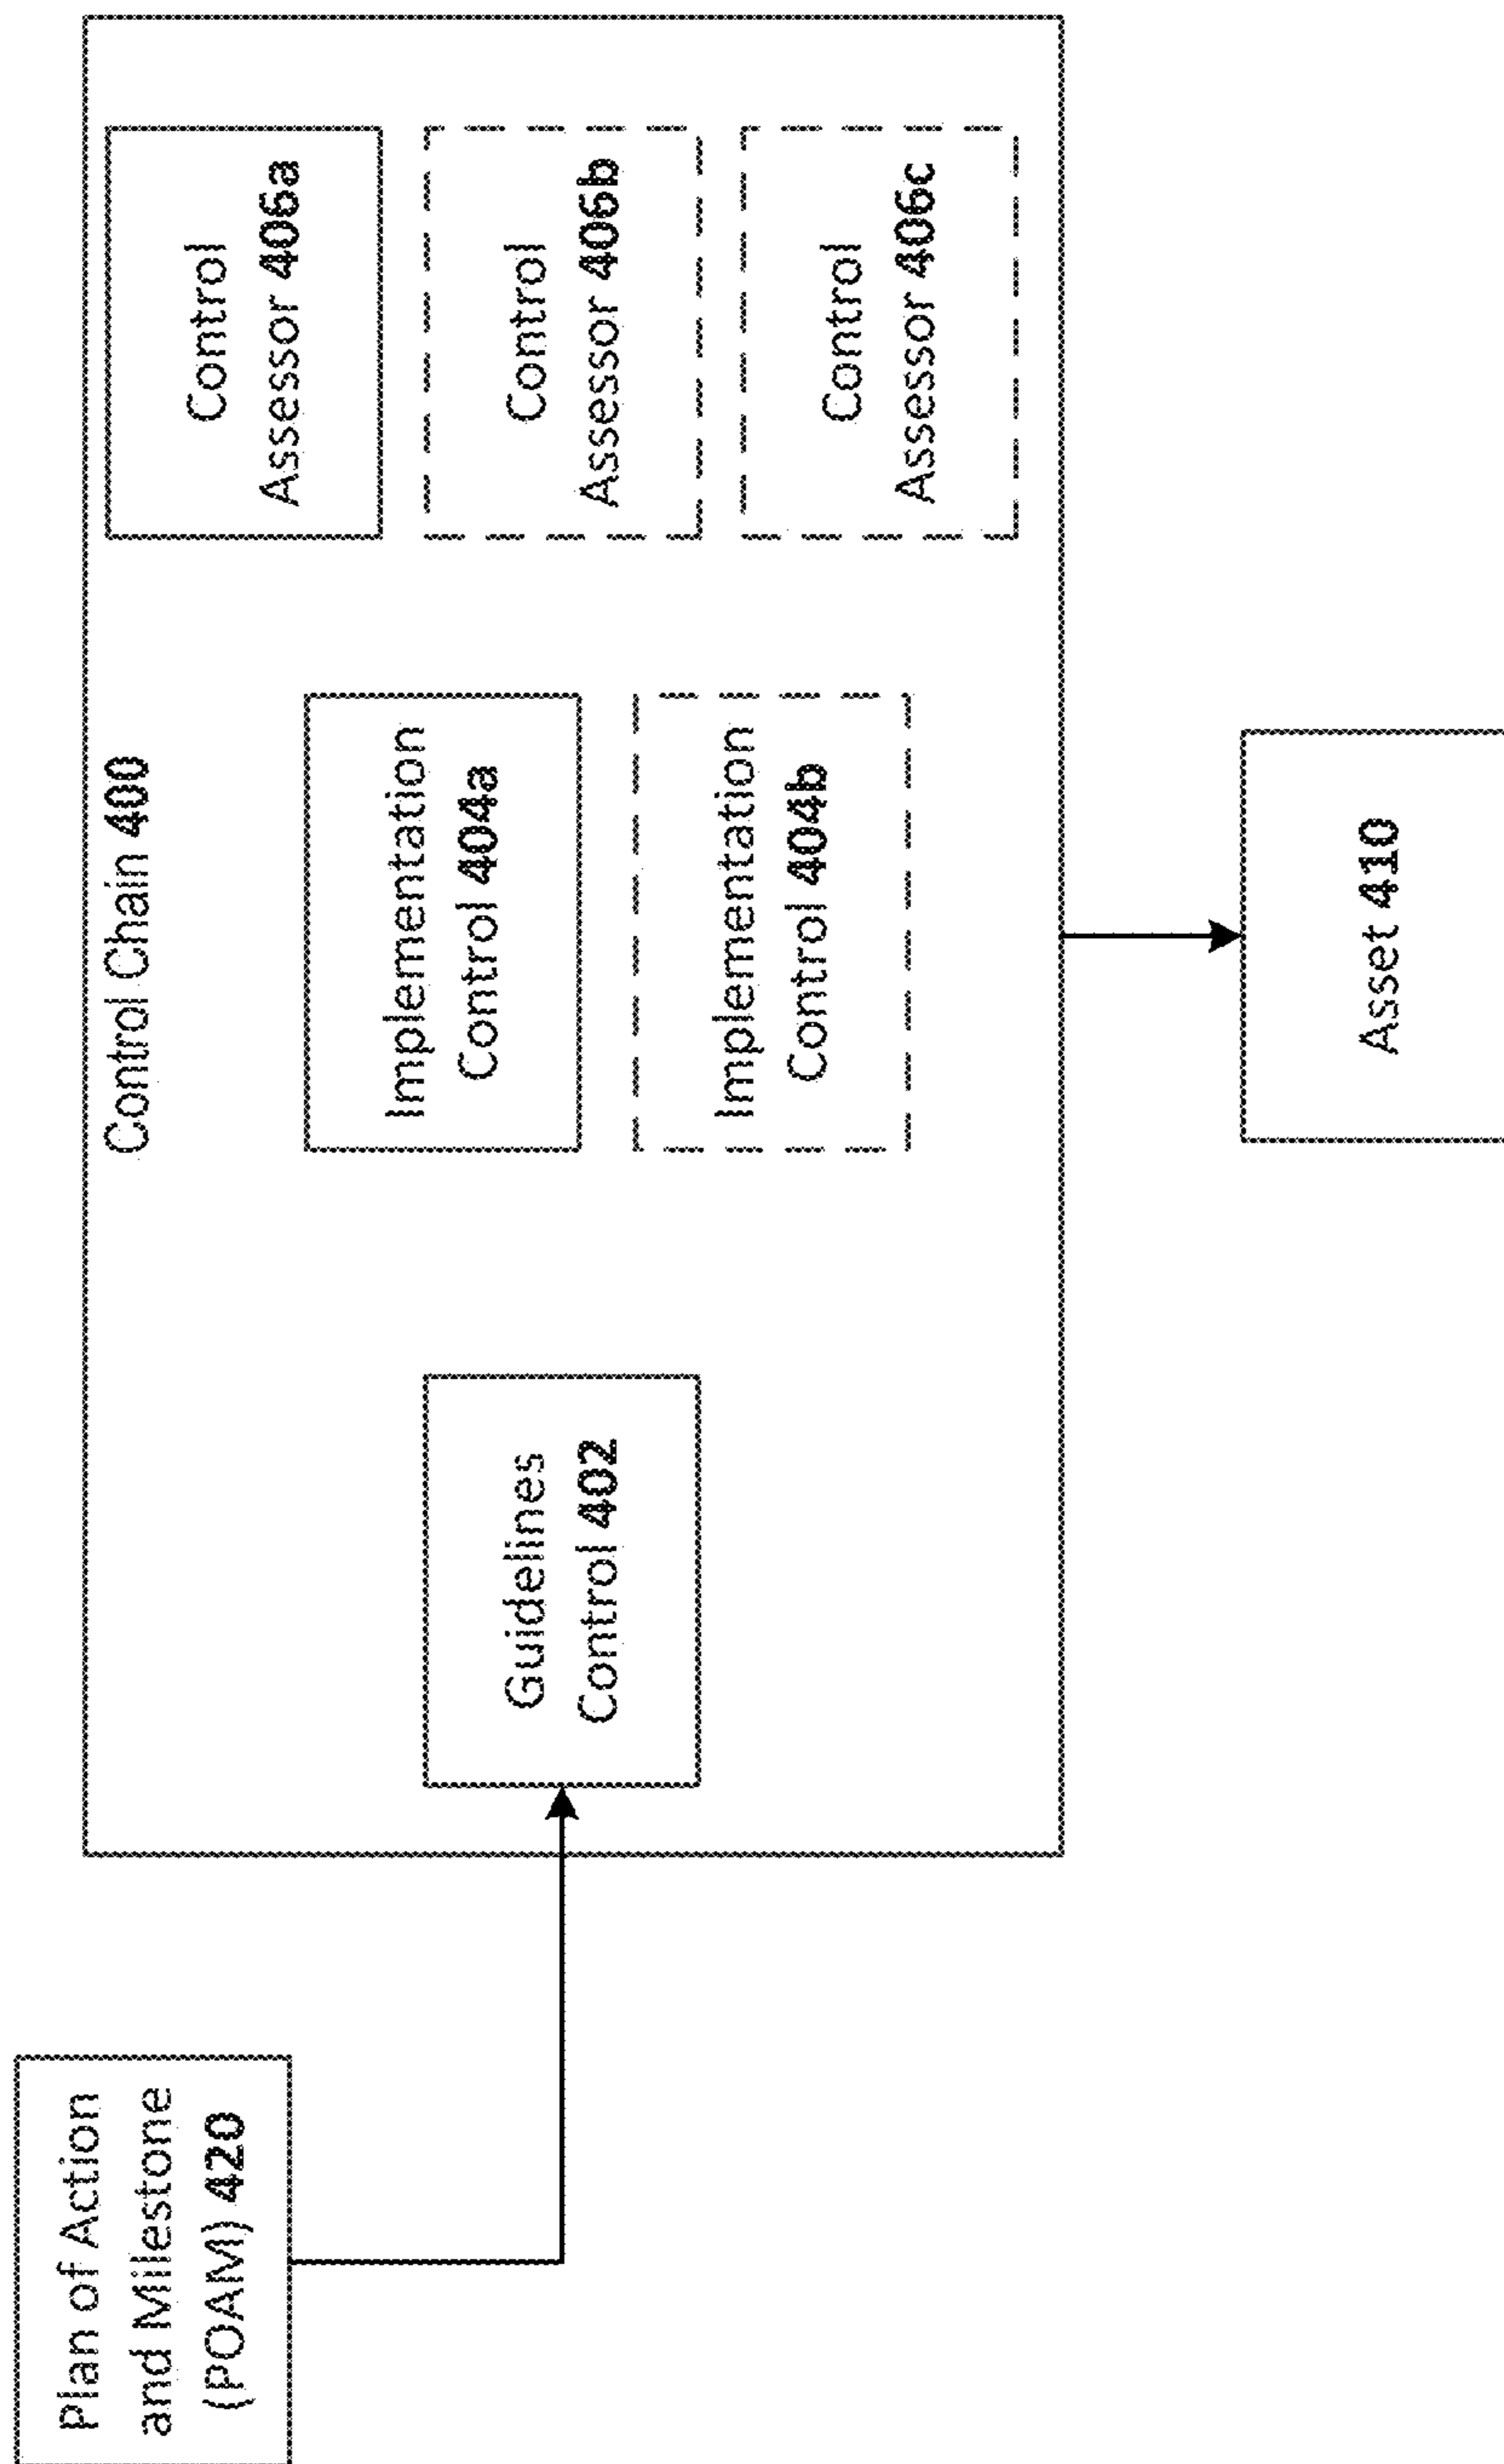 Plan of Action
and Milestone
(POAM) 420
Control Chain 400
Guidelines
Control 402
Implementation
Control 404a
Implementation
Control 404b
Control
Assessor 406a
Control
Assessor 406b
Control
Assessor 406c
Asset 410